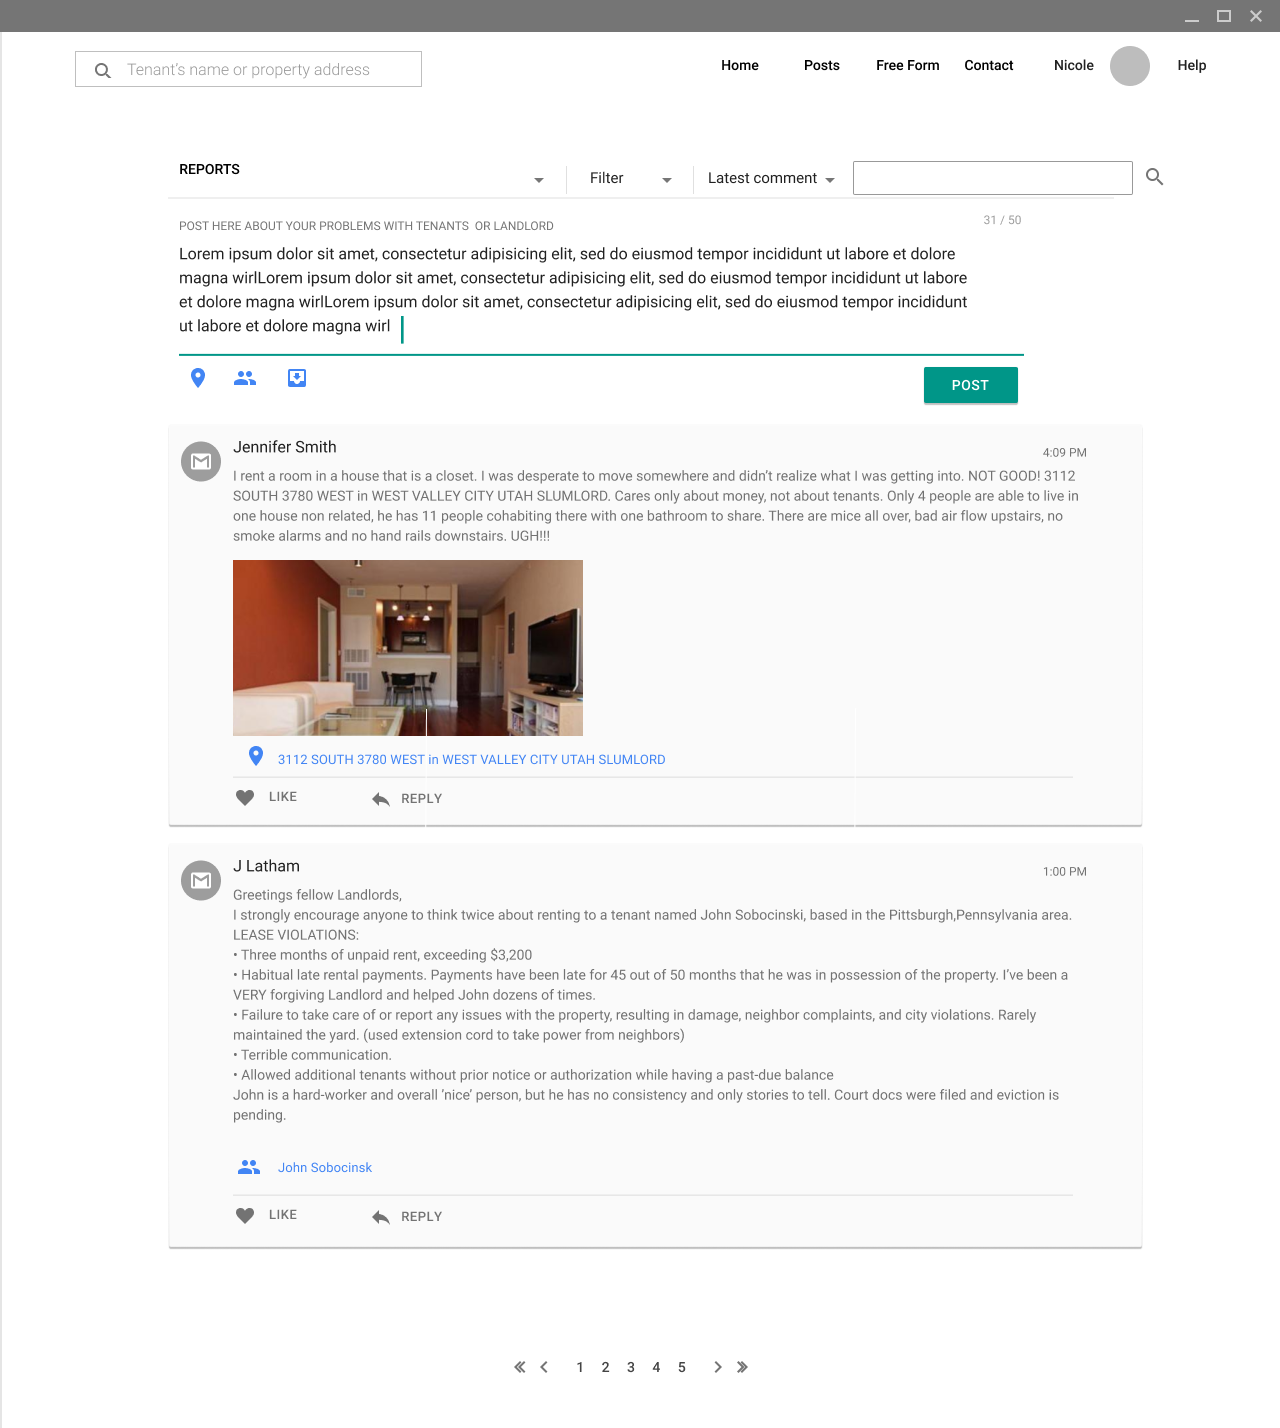 Tenant's name or property address
Home Posts Free Form Contact Nicole Help
REPORTS Filter Latest comment
POST HERE ABOUT YOUR PROBLEMS WITH TENANTS OR LANDLORD 31 / 50
Lorem ipsum dolor sit amet, consectetur adipisicing elit, sed do eiusmod tempor incididunt ut labore et dolore
magna wirlLorem ipsum dolor sit amet, consectetur adipisicing elit, sed do eiusmod tempor incididunt ut labore
et dolore magna wirlLorem ipsum dolor sit amet, consectetur adipisicing elit, sed do eiusmod tempor incididunt
ut labore et dolore magna wirl
POST
Jennifer Smith 4:09 PM
I rent a room in a house that is a closet. I was desperate to move somewhere and didn't realize what I was getting into. NOT GOOD! 3112
SOUTH 3780 WEST in WEST VALLEY CITY UTAH SLUMLORD. Cares only about money, not about tenants. Only 4 people are able to live in
one house non related, he has 11 people cohabiting there with one bathroom to share. There are mice all over, bad air flow upstairs, no
smoke alarms and no hand rails downstairs. UGH!!!
3112 SOUTH 3780 WEST in WEST VALLEY CITY UTAH SLUMLORD
LIKE REPLY
J Latham 1:00 PM
Greetings fellow Landlords,
I strongly encourage anyone to think twice about renting to a tenant named John Sobocinski, based in the Pittsburgh,Pennsylvania area.
LEASE VIOLATIONS:
• Three months of unpaid rent, exceeding $3,200
• Habitual late rental payments. Payments have been late for 45 out of 50 months that he was in possession of the property. I've been a
VERY forgiving Landlord and helped John dozens of times.
• Failure to take care of or report any issues with the property, resulting in damage, neighbor complaints, and city violations. Rarely
maintained the yard. (used extension cord to take power from neighbors)
• Terrible communication.
• Allowed additional tenants without prior notice or authorization while having a past-due balance
John is a hard-worker and overall 'nice' person, but he has no consistency and only stories to tell. Court docs were filed and eviction is
pending.
John Sobocinsk
LIKE REPLY
1 2 3 4 5